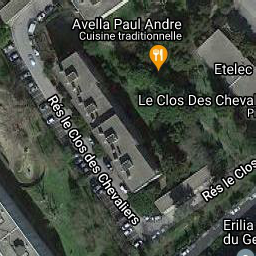 Avella Paul Andre
Cuisine traditionnelle
Etelec
Le Clos Des Cheval
P
Rés le Clos des Chevaliers
Rés le Clos
Erilia
du Ge